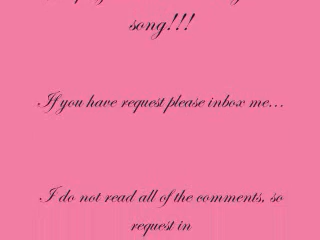 song!!!
If you have request please inbox me...
I do not read all of the comments, so
request in